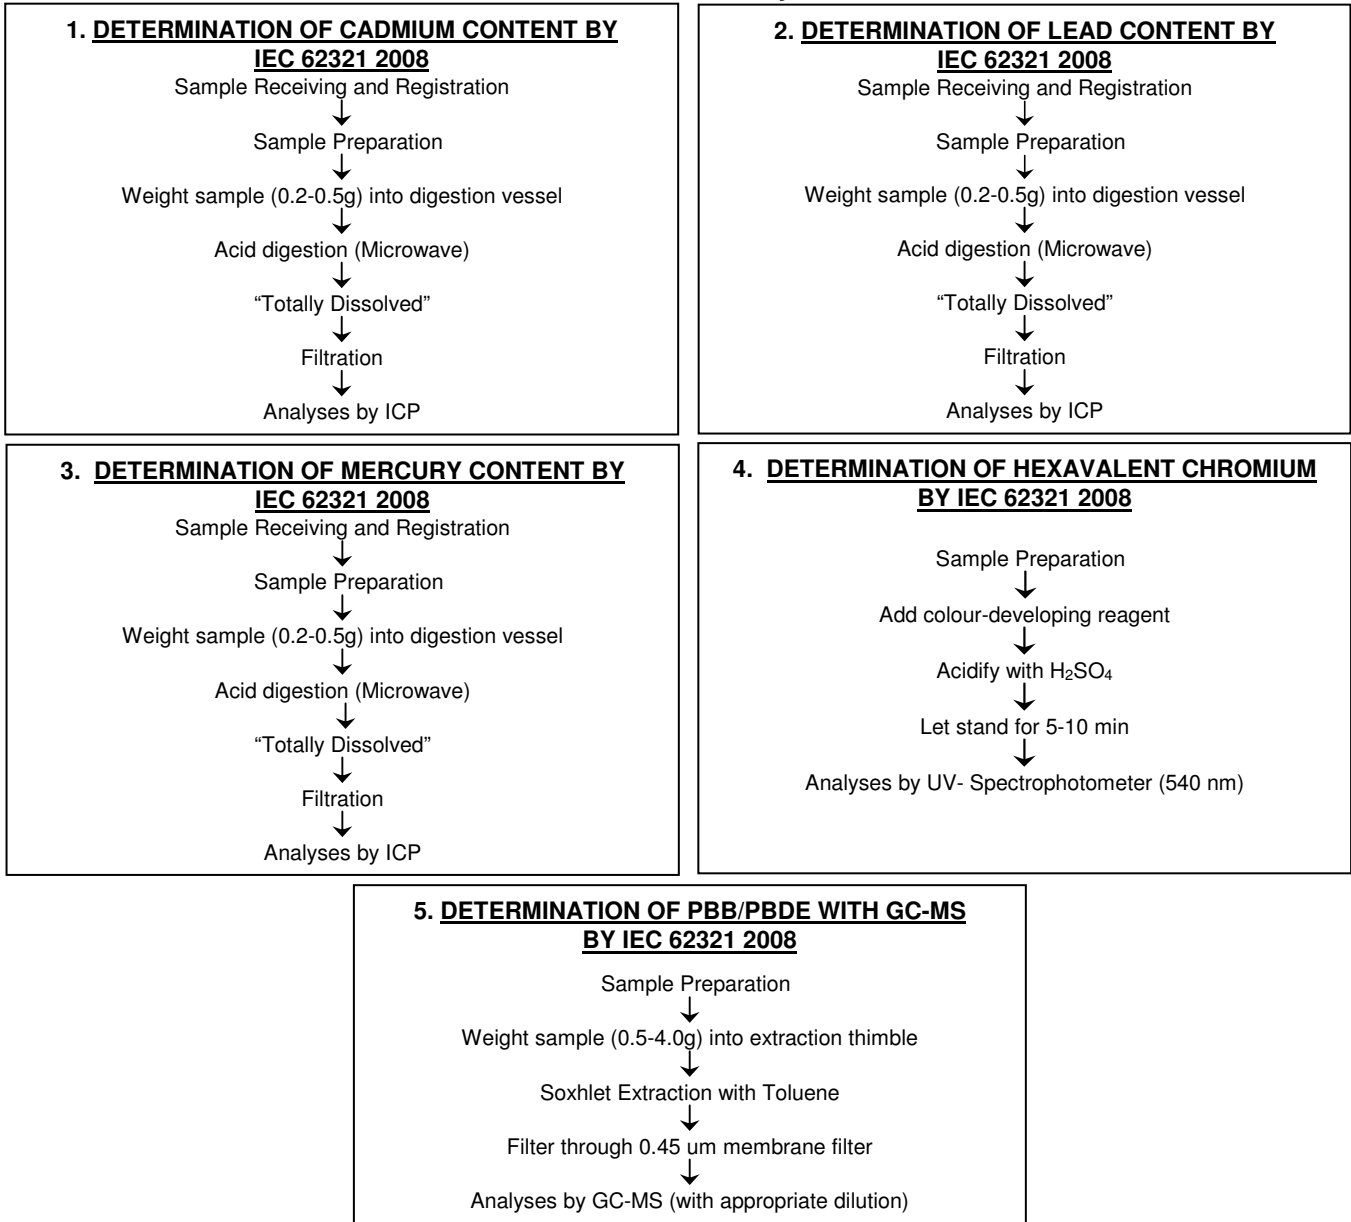 1. DETERMINATION OF CADMIUM CONTENT BY
IEC 62321 2008
Sample Receiving and Registration
Sample Preparation
Weight sample (0.2-0.5g) into digestion vessel
Acid digestion (Microwave)
“Totally Dissolved”
Filtration
Analyses by ICP
2. DETERMINATION OF LEAD CONTENT BY
IEC 62321 2008
Sample Receiving and Registration
Sample Preparation
Weight sample (0.2-0.5g) into digestion vessel
Acid digestion (Microwave)
“Totally Dissolved”
Filtration
Analyses by ICP
3. DETERMINATION OF MERCURY CONTENT BY
IEC 62321 2008
Sample Receiving and Registration
Sample Preparation
Weight sample (0.2-0.5g) into digestion vessel
Acid digestion (Microwave)
“Totally Dissolved”
Filtration
Analyses by ICP
4. DETERMINATION OF HEXAVALENT CHROMIUM
BY IEC 62321 2008
Sample Preparation
Add colour-developing reagent
Acidify with H₂SO₄
Let stand for 5-10 min
Analyses by UV- Spectrophotometer (540 nm)
5. DETERMINATION OF PBB/PBDE WITH GC-MS
BY IEC 62321 2008
Sample Preparation
Weight sample (0.5-4.0g) into extraction thimble
Soxhlet Extraction with Toluene
Filter through 0.45 um membrane filter
Analyses by GC-MS (with appropriate dilution)